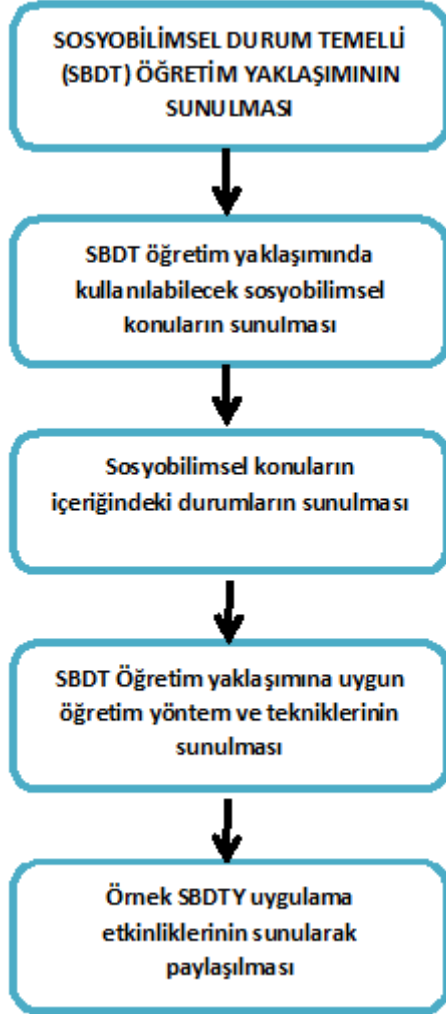 SOSYOBİLİMSEL DURUM TEMELLİ
(SBDT) ÖĞRETİM YAKLAŞIMININ
SUNULMASI
SBDT öğretim yaklaşımında
kullanılabilecek sosyobilimsel
konuların sunulması
Sosyobilimsel konuların
içeriğindeki durumların sunulması
SBDT Öğretim yaklaşımına uygun
öğretim yöntem ve tekniklerinin
sunulması
Örnek SBDTY uygulama
etkinliklerinin sunularak
paylaşılması